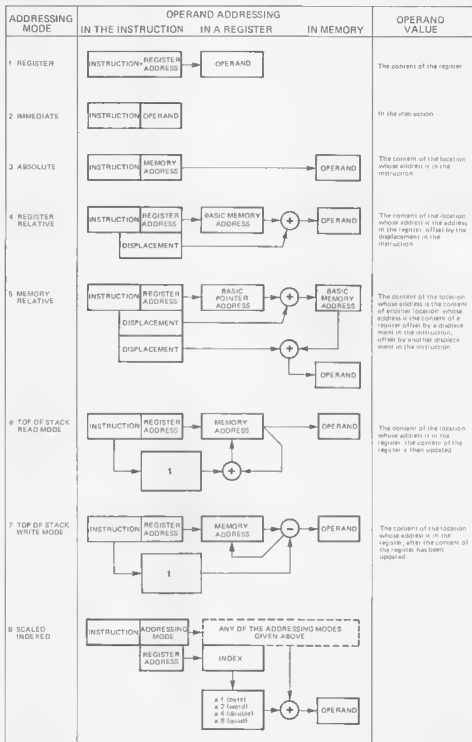 ADDRESSING MODE
OPERAND ADDRESSING
IN THE INSTRUCTION IN A REGISTER IN MEMORY
OPERAND VALUE
1 REGISTER
INSTRUCTION REGISTER ADDRESS
OPERAND
The content of the register
2 IMMEDIATE
INSTRUCTION OPERAND
In the instruction
3 ABSOLUTE
INSTRUCTION MEMORY ADDRESS
OPERAND
The content of the location
whose address is in the
instruction
4 REGISTER
RELATIVE
INSTRUCTION REGISTER ADDRESS
BASIC MEMORY ADDRESS
+
OPERAND
DISPLACEMENT
The content of the location
whose address is the address
in the register offset by the
displacement in the
instruction
5 MEMORY
RELATIVE
INSTRUCTION REGISTER ADDRESS
BASIC POINTER ADDRESS
+
BASIC MEMORY ADDRESS
DISPLACEMENT
DISPLACEMENT
+
OPERAND
The content of the location
whose address is the content
of another location whose
address is the content of a
register offset by a displace
ment in the instruction,
offset by another displace
ment in the instruction
6 TOP OF STACK
READ MODE
INSTRUCTION REGISTER ADDRESS
MEMORY ADDRESS
OPERAND
1
+
The content of the location
whose address is in the
register the content of the
register is then updated
7 TOP OF STACK
WRITE MODE
INSTRUCTION REGISTER ADDRESS
MEMORY ADDRESS
−
OPERAND
1
The content of the location
whose address is in the
register, after the content of
the register has been
updated
8 SCALED
INDEXED
INSTRUCTION ADDRESSING MODE
ANY OF THE ADDRESSING MODES
GIVEN ABOVE
REGISTER ADDRESS
INDEX
x 1 (byte)
x 2 (word)
x 4 (double)
x 8 (quad)
+
OPERAND